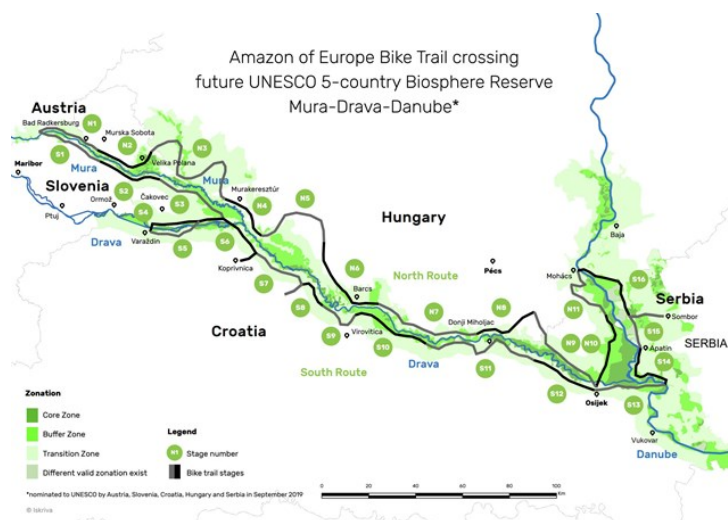 Amazon of Europe Bike Trail crossing
future UNESCO 5-country Biosphere Reserve
Mura-Drava-Danube*
Austria
Bad Radkersburg
N1
Murska Sobota
N2
N3
S1
Velika Polana
Mura
Maribor
Slovenia
Mura
Murakeresztúr
S2
Ormož
Čakovec
S3
N4
N5
S4
Ptuj
Drava
Varaždin
S5
S6
Koprivnica
Hungary
Baja
S7
N6
North Route
Pécs
Mohács
S16
Serbia
S8
Barcs
N7
N8
N11
Sombor
Croatia
Donji Miholjac
S15
SERBIA
S9
Virovitica
S10
N9
N10
Apatin
S14
South Route
Drava
S11
S12
Osijek
S13
Vukovar
Danube
Zonation
Core Zone
Buffer Zone
Legend
Transition Zone
N1
Stage number
Different valid zonation exist
Bike trail stages
0
20
40
60
80
100
Km
*nominated to UNESCO by Austria, Slovenia, Croatia, Hungary and Serbia in September 2019
© Iskriva